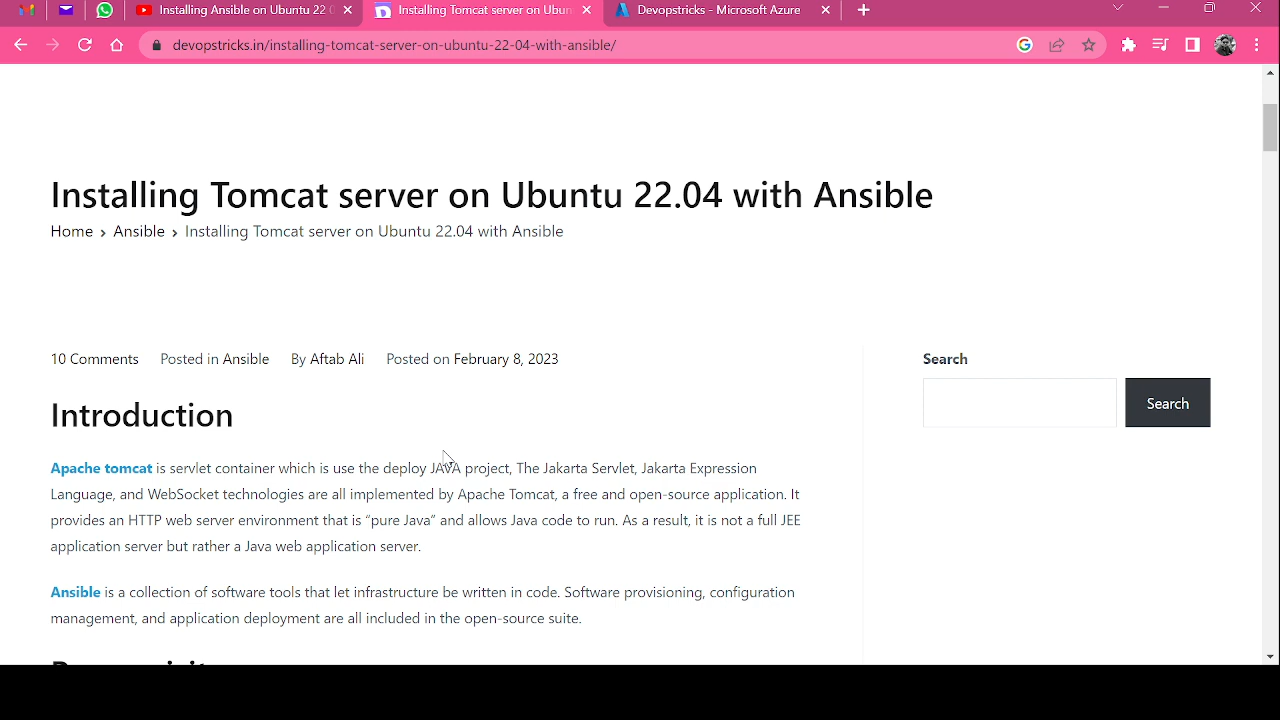 Installing Ansible on Ubuntu 22.0
Installing Tomcat server on Ubun
Devopstricks - Microsoft Azure
devopstricks.in/installing-tomcat-server-on-ubuntu-22-04-with-ansible/
Installing Tomcat server on Ubuntu 22.04 with Ansible
Home › Ansible › Installing Tomcat server on Ubuntu 22.04 with Ansible
10 Comments Posted in Ansible By Aftab Ali Posted on February 8, 2023
Search
Search
Introduction
Apache tomcat is servlet container which is use the deploy JAVA project, The Jakarta Servlet, Jakarta Expression
Language, and WebSocket technologies are all implemented by Apache Tomcat, a free and open-source application. It
provides an HTTP web server environment that is “pure Java” and allows Java code to run. As a result, it is not a full JEE
application server but rather a Java web application server.
Ansible is a collection of software tools that let infrastructure be written in code. Software provisioning, configuration
management, and application deployment are all included in the open-source suite.